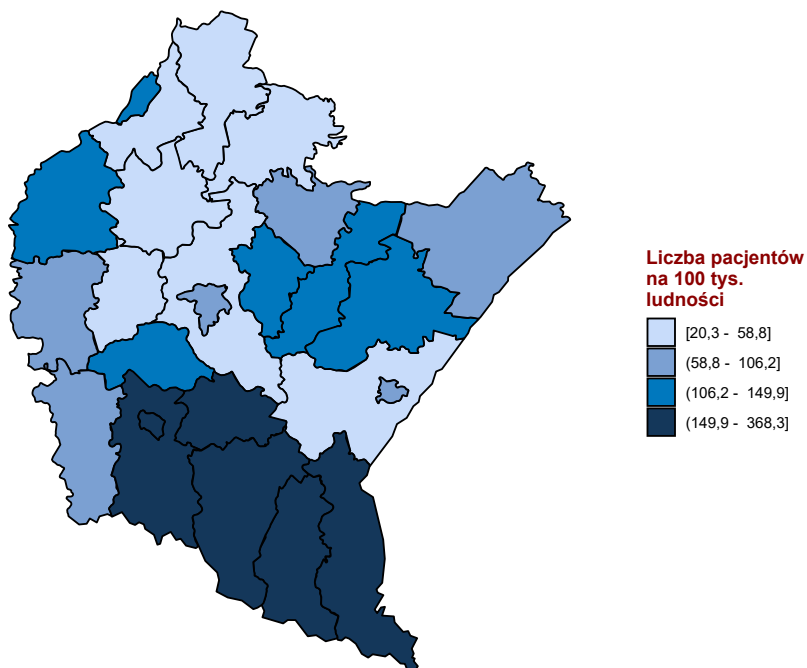 Liczba pacjentów
na 100 tys.
ludności
[20,3 - 58,8]
(58,8 - 106,2]
(106,2 - 149,9]
(149,9 - 368,3]